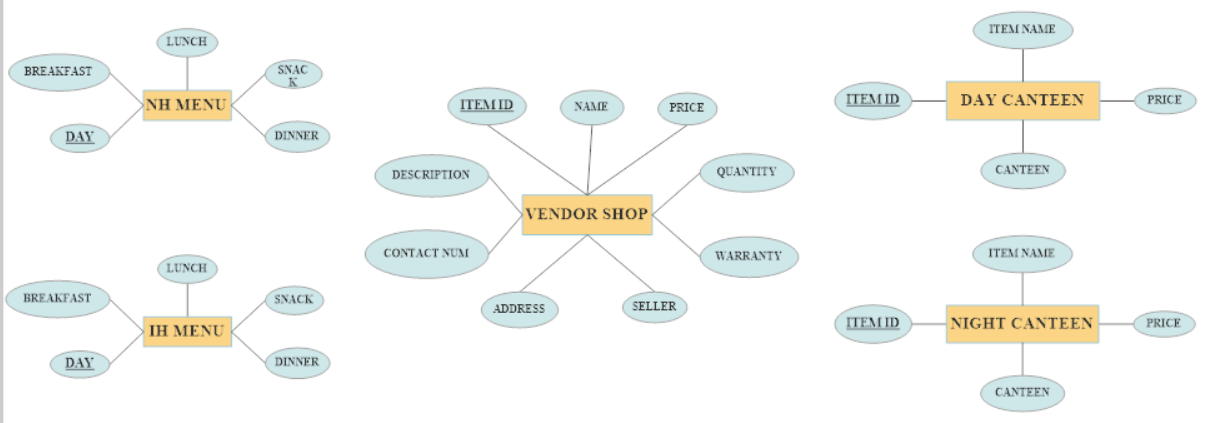 LUNCH
BREAKFAST
SNAC
K
NH MENU
DAY
DINNER
LUNCH
BREAKFAST
SNACK
IH MENU
DAY
DINNER
ITEM ID
NAME
PRICE
DESCRIPTION
QUANTITY
VENDOR SHOP
CONTACT NUM
WARRANTY
ADDRESS
SELLER
ITEM NAME
ITEM ID
DAY CANTEEN
PRICE
CANTEEN
ITEM NAME
ITEM ID
NIGHT CANTEEN
PRICE
CANTEEN